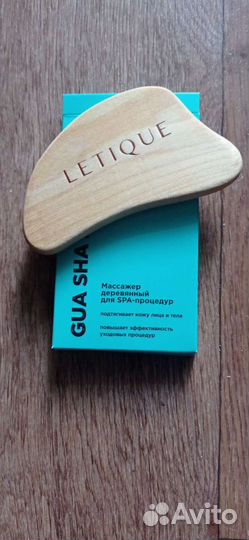 LETIQUE
GUA SHA
Массажер
деревянный
для SPA-процедур
подтягивает кожу лица и тела
повышает эффективность
уходовых процедур
Avito